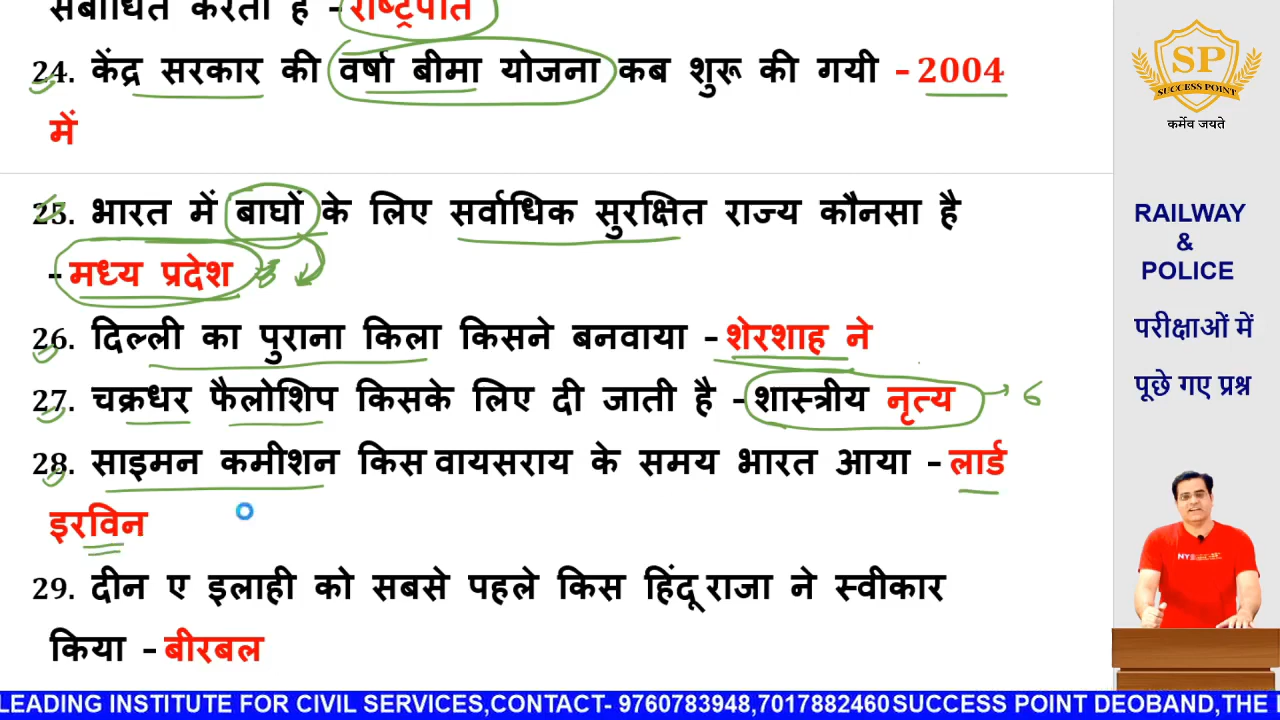 संबोधित करता है - राष्ट्रपति
24. केंद्र सरकार की वर्षा बीमा योजना कब शुरू की गयी - 2004
में
25. भारत में बाघों के लिए सर्वाधिक सुरक्षित राज्य कौनसा है
- मध्य प्रदेश
26. दिल्ली का पुराना किला किसने बनवाया - शेरशाह ने
27. चक्रधर फैलोशिप किसके लिए दी जाती है - शास्त्रीय नृत्य
6
28. साइमन कमीशन किस वायसराय के समय भारत आया - लार्ड
इरविन
29. दीन ए इलाही को सबसे पहले किस हिंदू राजा ने स्वीकार
किया - बीरबल
SP
SUCCESS POINT
कर्मेव जयते
RAILWAY
&
POLICE
परीक्षाओं में
पूछे गए प्रश्न
LEADING INSTITUTE FOR CIVIL SERVICES,CONTACT- 9760783948,7017882460 SUCCESS POINT DEOBAND,THE